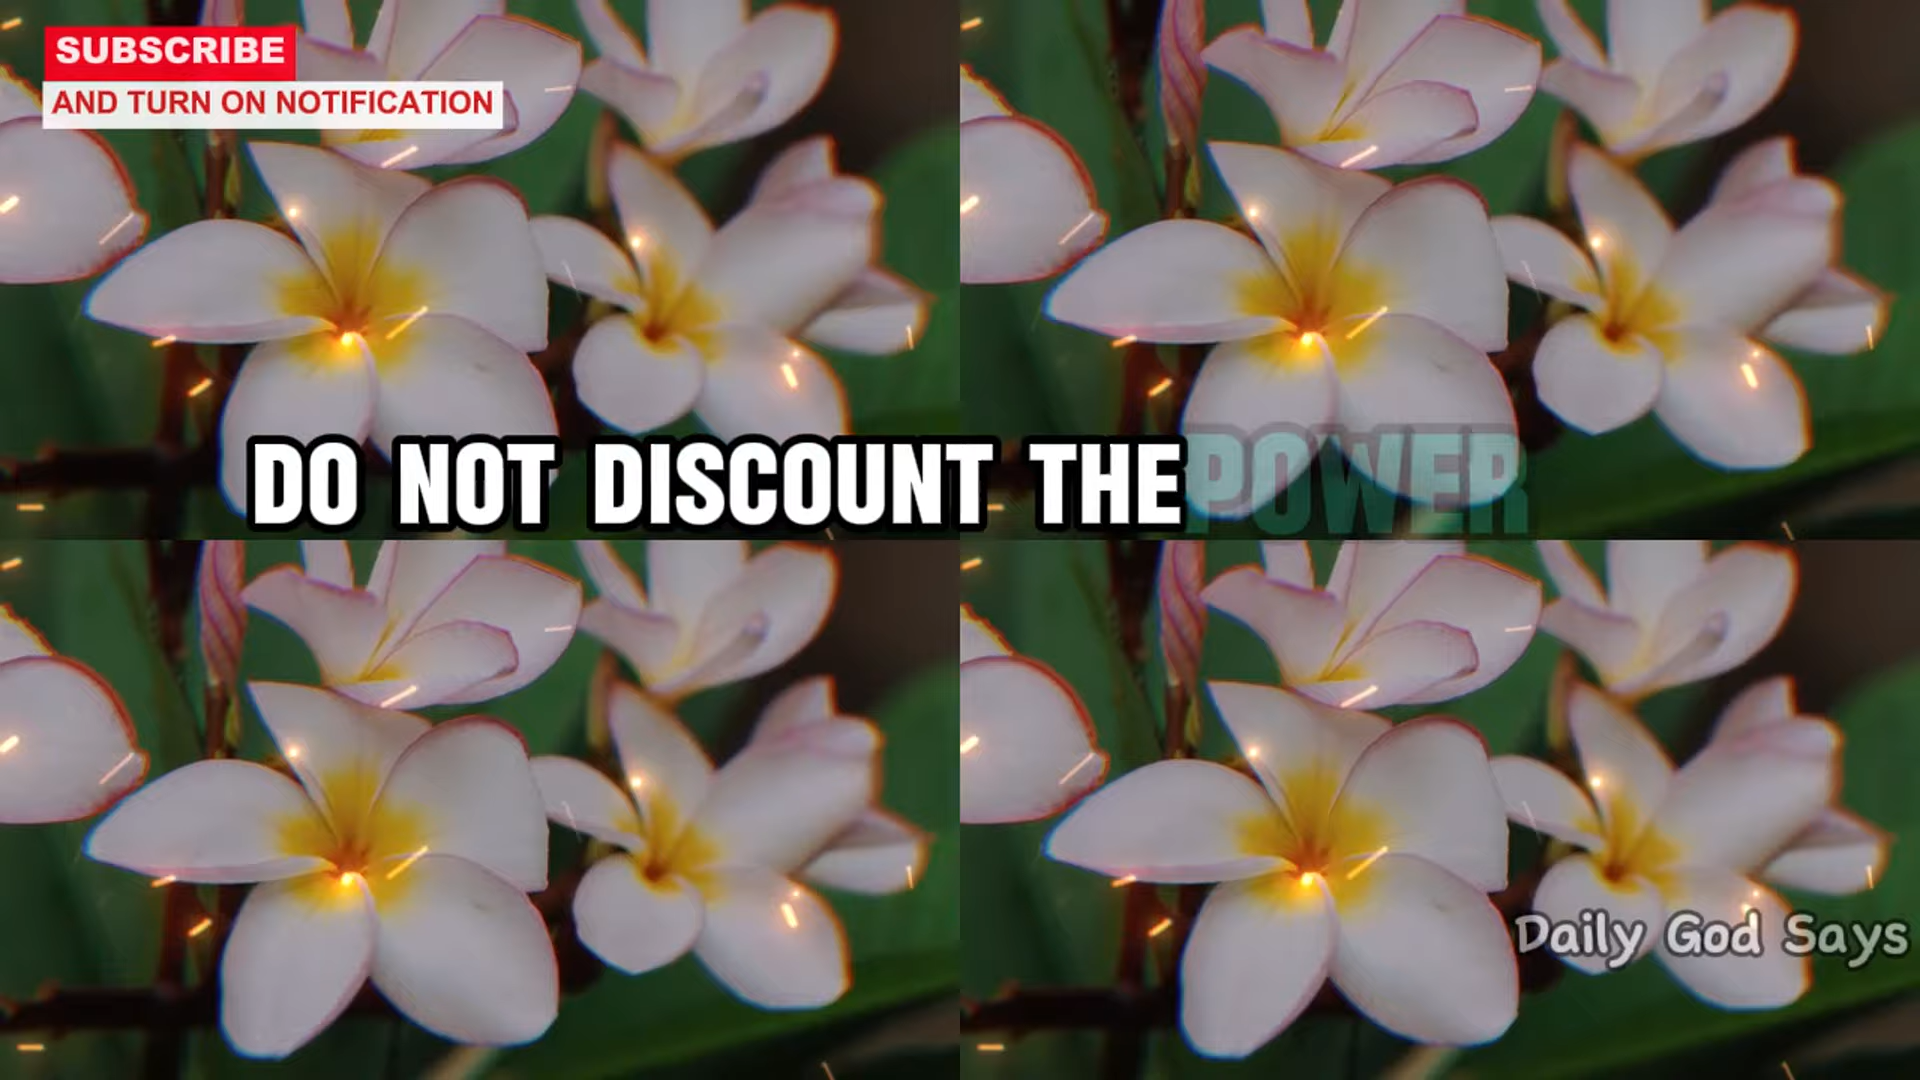 SUBSCRIBE
AND TURN ON NOTIFICATION
DO NOT DISCOUNT THE POWER
Daily God Says